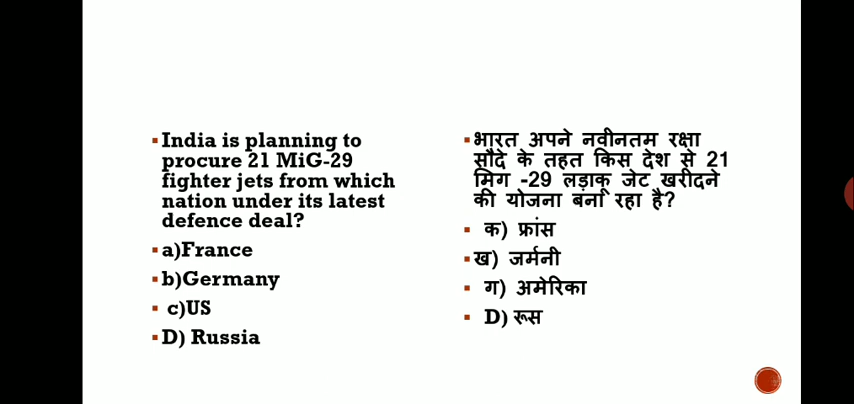 India is planning to
procure 21 MiG-29
fighter jets from which
nation under its latest
defence deal?
a)France
b)Germany
c)US
D) Russia
भारत अपने नवीनतम रक्षा
सौदे के तहत किस देश से 21
मिग -29 लड़ाकू जेट खरीदने
की योजना बना रहा है?
क) फ्रांस
ख) जर्मनी
ग) अमेरिका
D) रूस